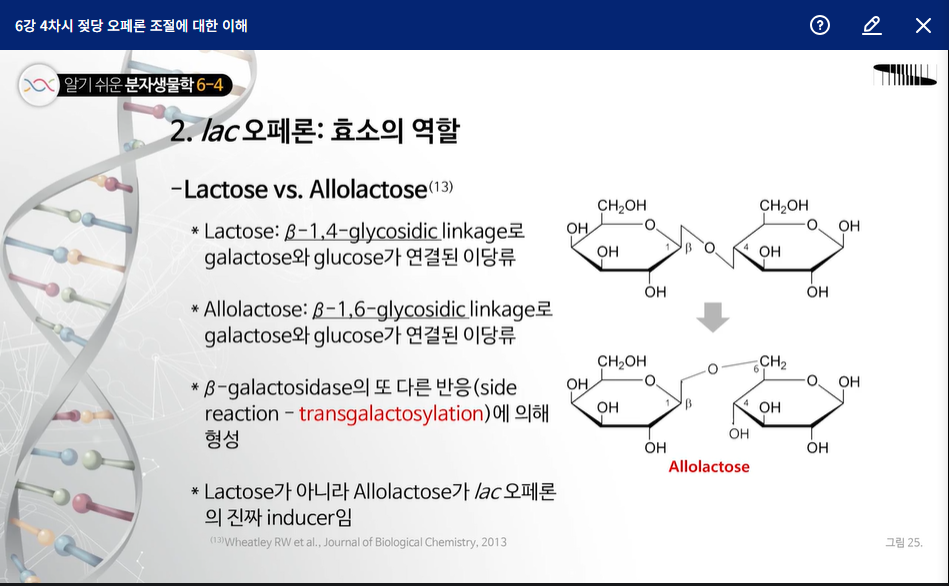 6강 4차시 젖당 오페론 조절에 대한 이해
알기 쉬운 분자생물학 6-4
2. lac 오페론: 효소의 역할
-Lactose vs. Allolactose(13)
* Lactose: β-1,4-glycosidic linkage로
galactose와 glucose가 연결된 이당류
* Allolactose: β-1,6-glycosidic linkage로
galactose와 glucose가 연결된 이당류
* β-galactosidase의 또 다른 반응(side
reaction - transgalactosylation)에 의해
형성
* Lactose가 아니라 Allolactose가 lac 오페론
의 진짜 inducer임
(13)Wheatley RW et al., Journal of Biological Chemistry, 2013
CH₂OH CH₂OH
OH O O OH
OH 1 β O 4 OH
OH OH
CH₂OH O 6 CH₂
OH O O OH
OH 1 β 4 OH
OH
OH OH
Allolactose
그림 25.